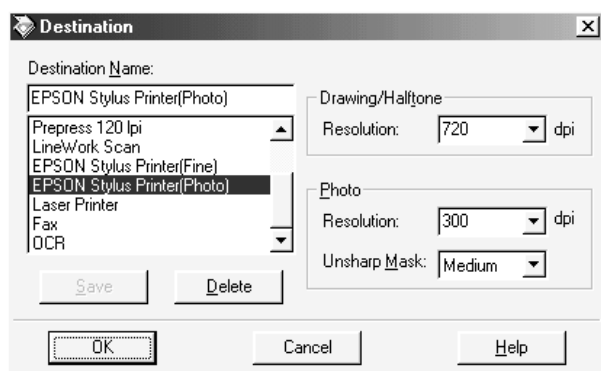 Destination
Destination Name:
EPSON Stylus Printer(Photo)
Prepress 120 lpi
LineWork Scan
EPSON Stylus Printer(Fine)
EPSON Stylus Printer(Photo)
Laser Printer
Fax
OCR
Save
Delete
Drawing/Halftone
Resolution: 720 dpi
Photo
Resolution: 300 dpi
Unsharp Mask: Medium
OK
Cancel
Help